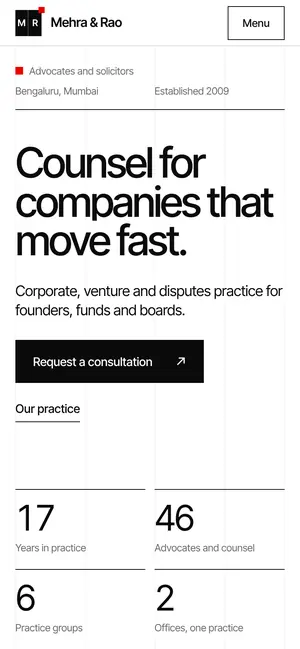 MR Mehra & Rao
Menu
Advocates and solicitors
Bengaluru, Mumbai
Established 2009
Counsel for
companies that
move fast.
Corporate, venture and disputes practice for
founders, funds and boards.
Request a consultation
Our practice
17
46
Years in practice
Advocates and counsel
6
2
Practice groups
Offices, one practice